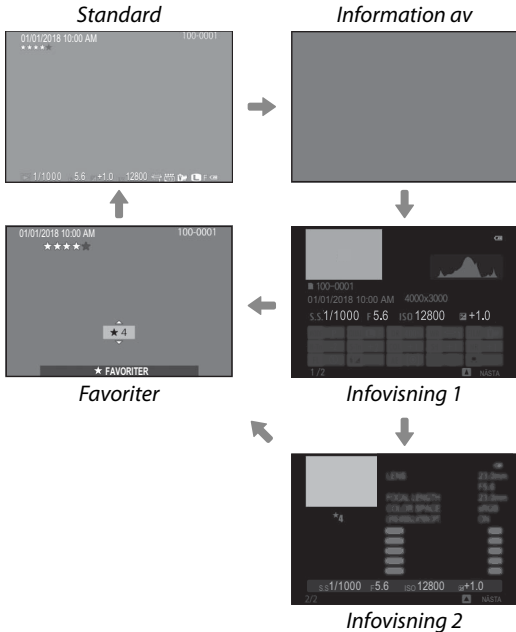 Standard
Information av
01/01/2018 10:00 AM 100-0001
1/1000 5.6 +1.0 12800 F
01/01/2018 10:00 AM 100-0001
4
FAVORITER
100-0001
01/01/2018 10:00 AM 4000x3000
S.S. 1/1000 F 5.6 ISO 12800 +1.0
1/2 NÄSTA
Favoriter
Infovisning 1
LENS 23.0mm
F5.6
FOCAL LENGTH 23.0mm
COLOR SPACE sRGB
ON
4
S.S 1/1000 F 5.6 ISO 12800 +1.0
2/2 NÄSTA
Infovisning 2